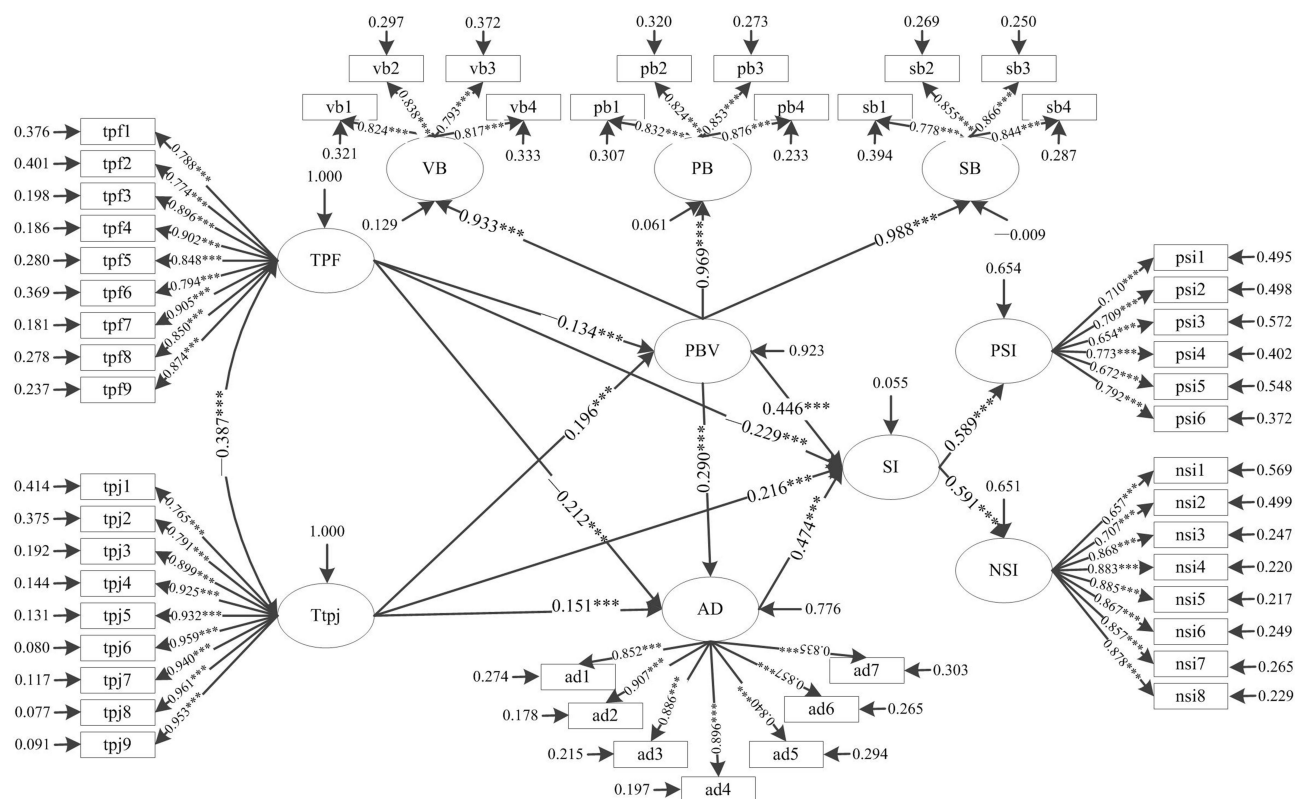 0.297
0.372
0.320
0.273
0.269
0.250
vb2
vb3
pb2
pb3
sb2
sb3
vb1
0.838***
0.793***
vb4
pb1
0.824***
0.853***
pb4
sb1
0.855***
0.866***
sb4
0.824***
0.817***
0.832***
0.876***
0.778***
0.844***
0.321
0.333
0.307
0.233
0.394
0.287
VB
PB
SB
0.129
0.061
—0.009
0.933***
0.969***
0.988***
0.376
tpf1
0.788***
0.401
tpf2
0.774***
0.198
tpf3
0.896***
0.186
tpf4
0.902***
0.280
tpf5
0.848***
0.369
tpf6
0.794***
0.181
tpf7
0.905***
0.278
tpf8
0.850***
0.237
tpf9
0.874***
1.000
TPF
—0.134***
PBV
0.923
0.196***
—0.229***
0.446***
0.290***
—0.387***
—0.212***
0.216***
0.474***
0.055
SI
0.589***
0.591***
0.654
PSI
0.710***
psi1
0.495
0.709***
psi2
0.498
0.654***
psi3
0.572
0.773***
psi4
0.402
0.672***
psi5
0.548
0.792***
psi6
0.372
0.651
NSI
0.657***
nsi1
0.569
0.707***
nsi2
0.499
0.868***
nsi3
0.247
0.883***
nsi4
0.220
0.885***
nsi5
0.217
0.867***
nsi6
0.249
0.857***
nsi7
0.265
0.878***
nsi8
0.229
0.414
tpj1
0.765***
0.375
tpj2
0.791***
0.192
tpj3
0.899***
0.144
tpj4
0.925***
0.131
tpj5
0.932***
0.080
tpj6
0.959***
0.117
tpj7
0.940***
0.077
tpj8
0.961***
0.091
tpj9
0.953***
1.000
Ttpj
0.151***
AD
0.776
0.852***
0.907***
0.886***
0.896***
0.840***
0.857***
0.835***
0.274
ad1
ad7
0.303
0.178
ad2
ad6
0.265
0.215
ad3
ad5
0.294
0.197
ad4